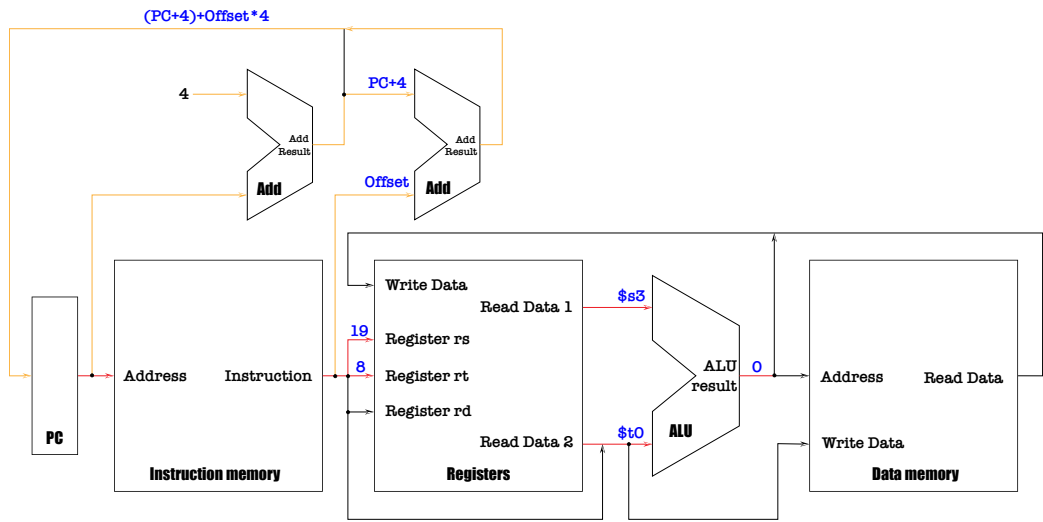 (PC+4)+Offset*4
4
PC+4
Add
Result
Add
Result
Add
Offset
Add
Write Data
Read Data 1
$s3
19
Register rs
Address
Instruction
8
Register rt
ALU
result
0
Address
Read Data
Register rd
PC
Read Data 2
$t0
ALU
Write Data
Instruction memory
Registers
Data memory